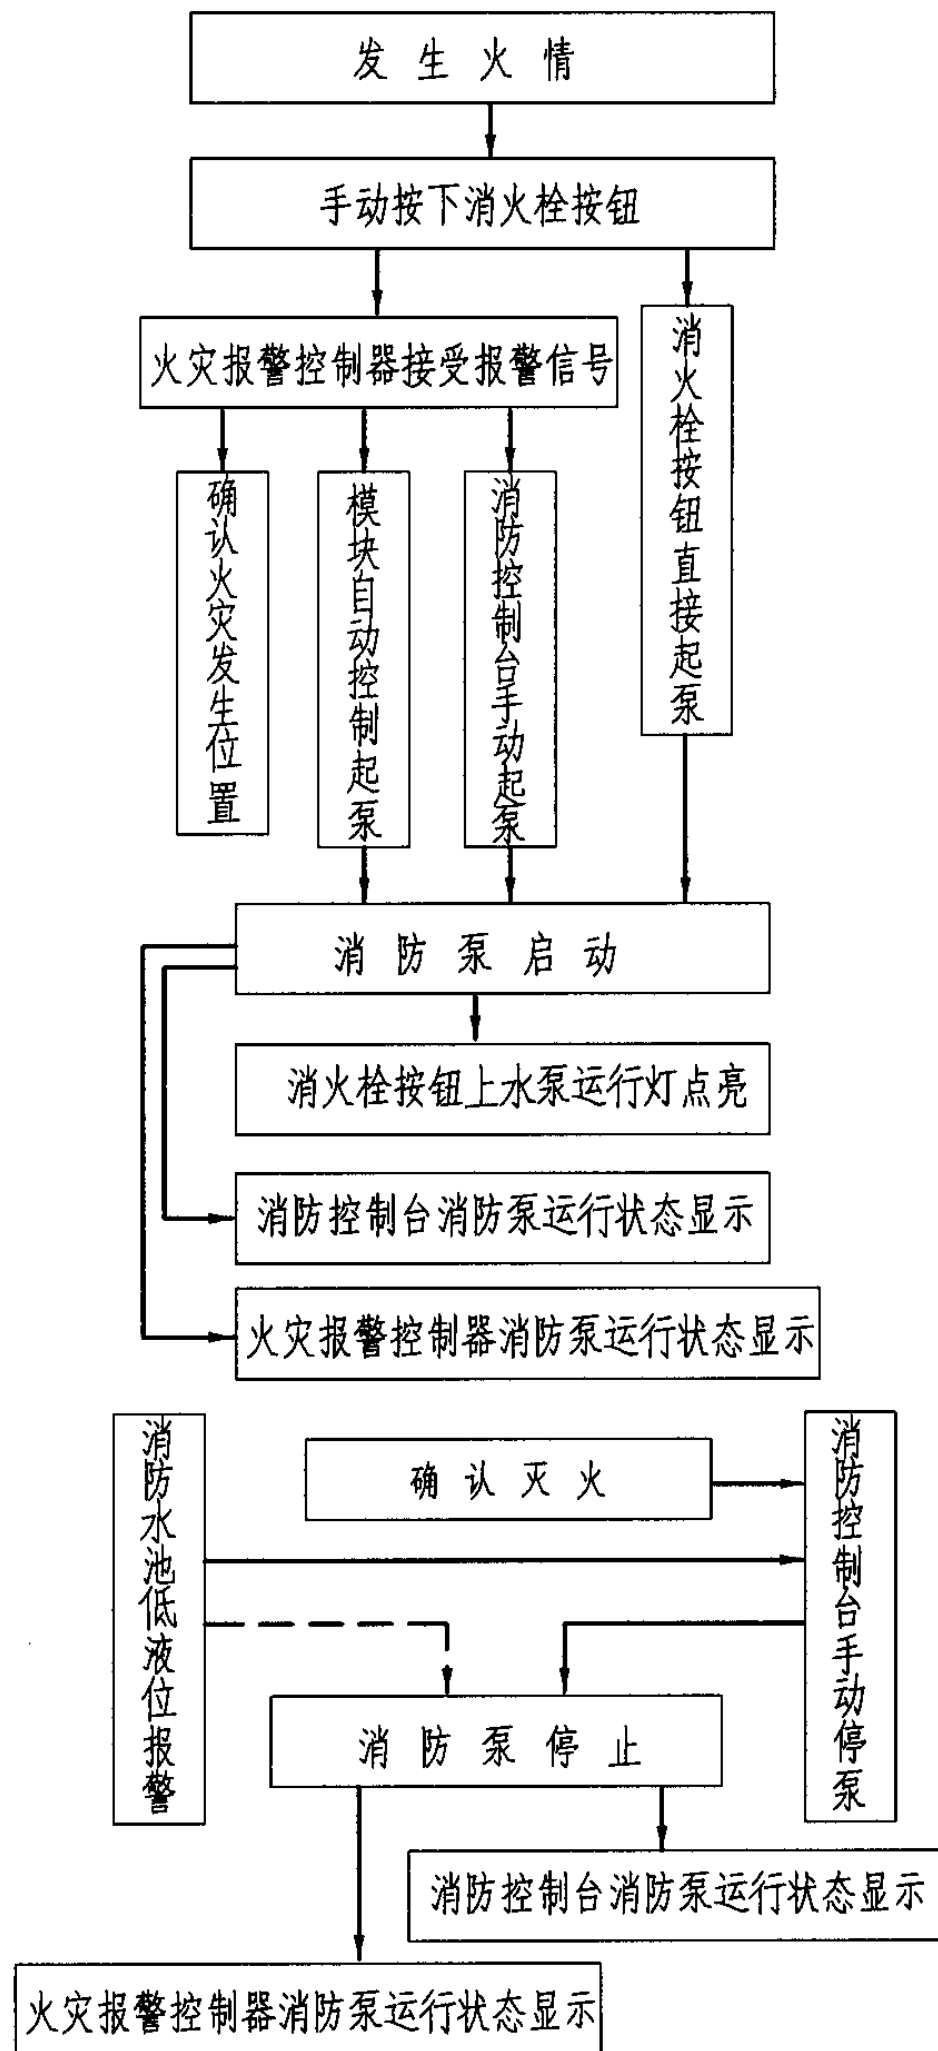 发生火情
手动按下消火栓按钮
火灾报警控制器接受报警信号
消火栓按钮直接起泵
确认火灾发生位置
模块自动控制起泵
消防控制台手动起泵
消防泵启动
消火栓按钮上水泵运行灯点亮
消防控制台消防泵运行状态显示
火灾报警控制器消防泵运行状态显示
消防水池低液位报警
确认灭火
消防控制台手动停泵
消防泵停止
消防控制台消防泵运行状态显示
火灾报警控制器消防泵运行状态显示